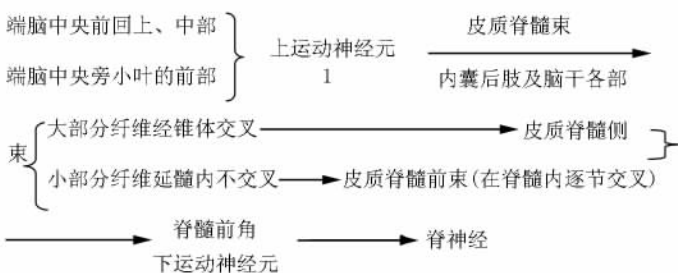 端脑中央前回上、中部
端脑中央旁小叶的前部
上运动神经元
1
皮质脊髓束
内囊后肢及脑干各部
束
大部分纤维经锥体交叉
皮质脊髓侧
小部分纤维延髓内不交叉
皮质脊髓前束(在脊髓内逐节交叉)
脊髓前角
下运动神经元
脊神经